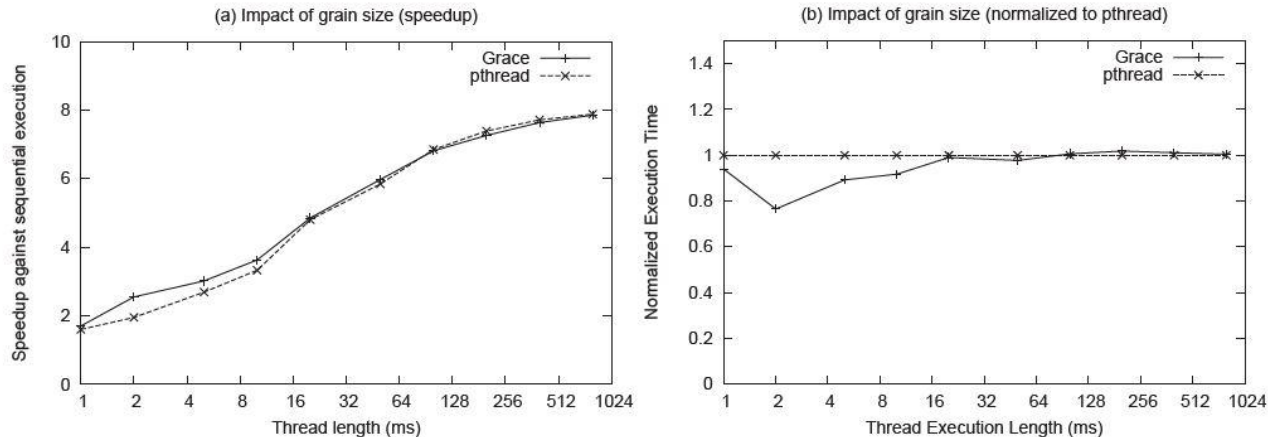 (a) Impact of grain size (speedup)
10
8
6
4
2
0
Speedup against sequential execution
Grace
pthread
1 2 4 8 16 32 64 128 256 512 1024
Thread length (ms)
(b) Impact of grain size (normalized to pthread)
1.4
1.2
1
0.8
0.6
0.4
0.2
0
Normalized Execution Time
Grace
pthread
1 2 4 8 16 32 64 128 256 512 1024
Thread Execution Length (ms)